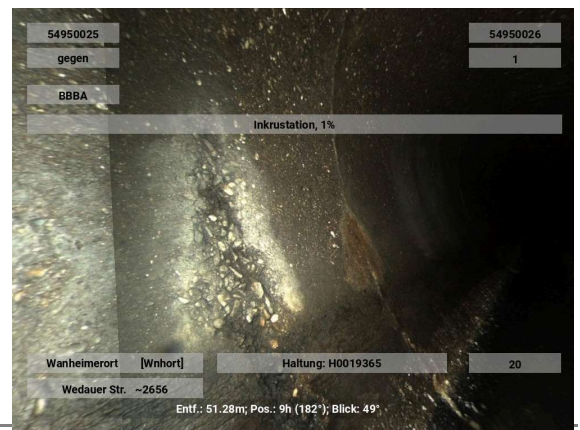 54950025 54950026
gegen 1
BBBA
Inkrustation, 1%
Wanheimerort [Wnhort] Haltung: H0019365 20
Wedauer Str. ~2656
Entf.: 51.28m; Pos.: 9h (182°); Blick: 49°